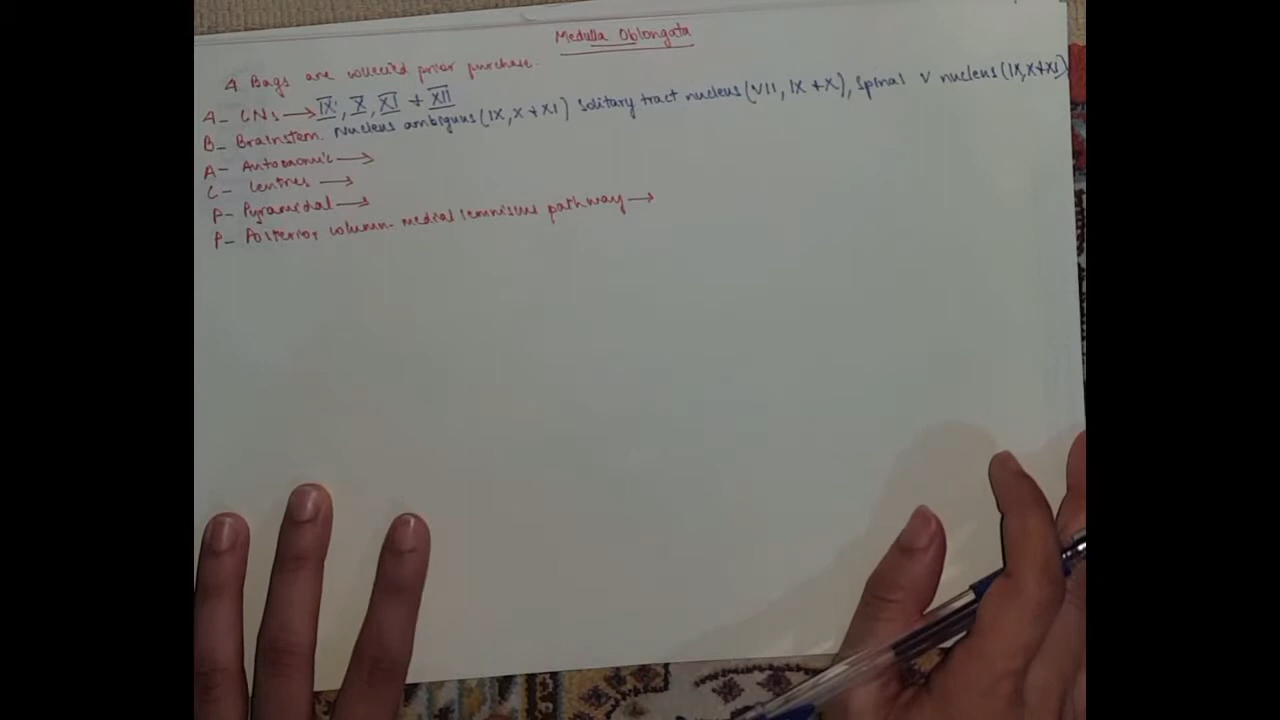 Medulla Oblongata
4 Bags are collected prior purchase.
4- CNs → IX, X, XI + XII
B- Brainstem. Nucleus ambiguus (IX, X + XI) Solitary tract nucleus (VII, IX + X), Spinal V nucleus (IX, X + XI)
A- Autonomic →
C- Centres →
P- Pyramidal →
P- Posterior column- medial lemniscus pathway →